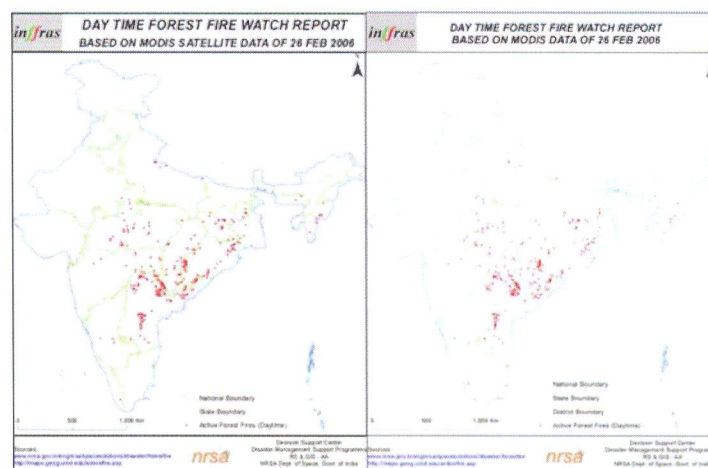 inffras
DAY TIME FOREST FIRE WATCH REPORT
BASED ON MODIS SATELLITE DATA OF 26 FEB 2006
National Boundary
State Boundary
Active Forest Fires (Daytime)
0 500 1,000 Km
Sources
nrsa
Decision Support Center
Disaster Management Support Programme
RS & GIS - AA
NRSA Dept. of Space, Govt. of India
inffras
DAY TIME FOREST FIRE WATCH REPORT
BASED ON MODIS DATA OF 26 FEB 2006
National Boundary
State Boundary
District Boundary
Active Forest Fires (Daytime)
0 500 1,000 Km
Sources
nrsa
Decision Support Center
Disaster Management Support Program
RS & GIS - AA
NRSA Dept. of Space, Govt. of India